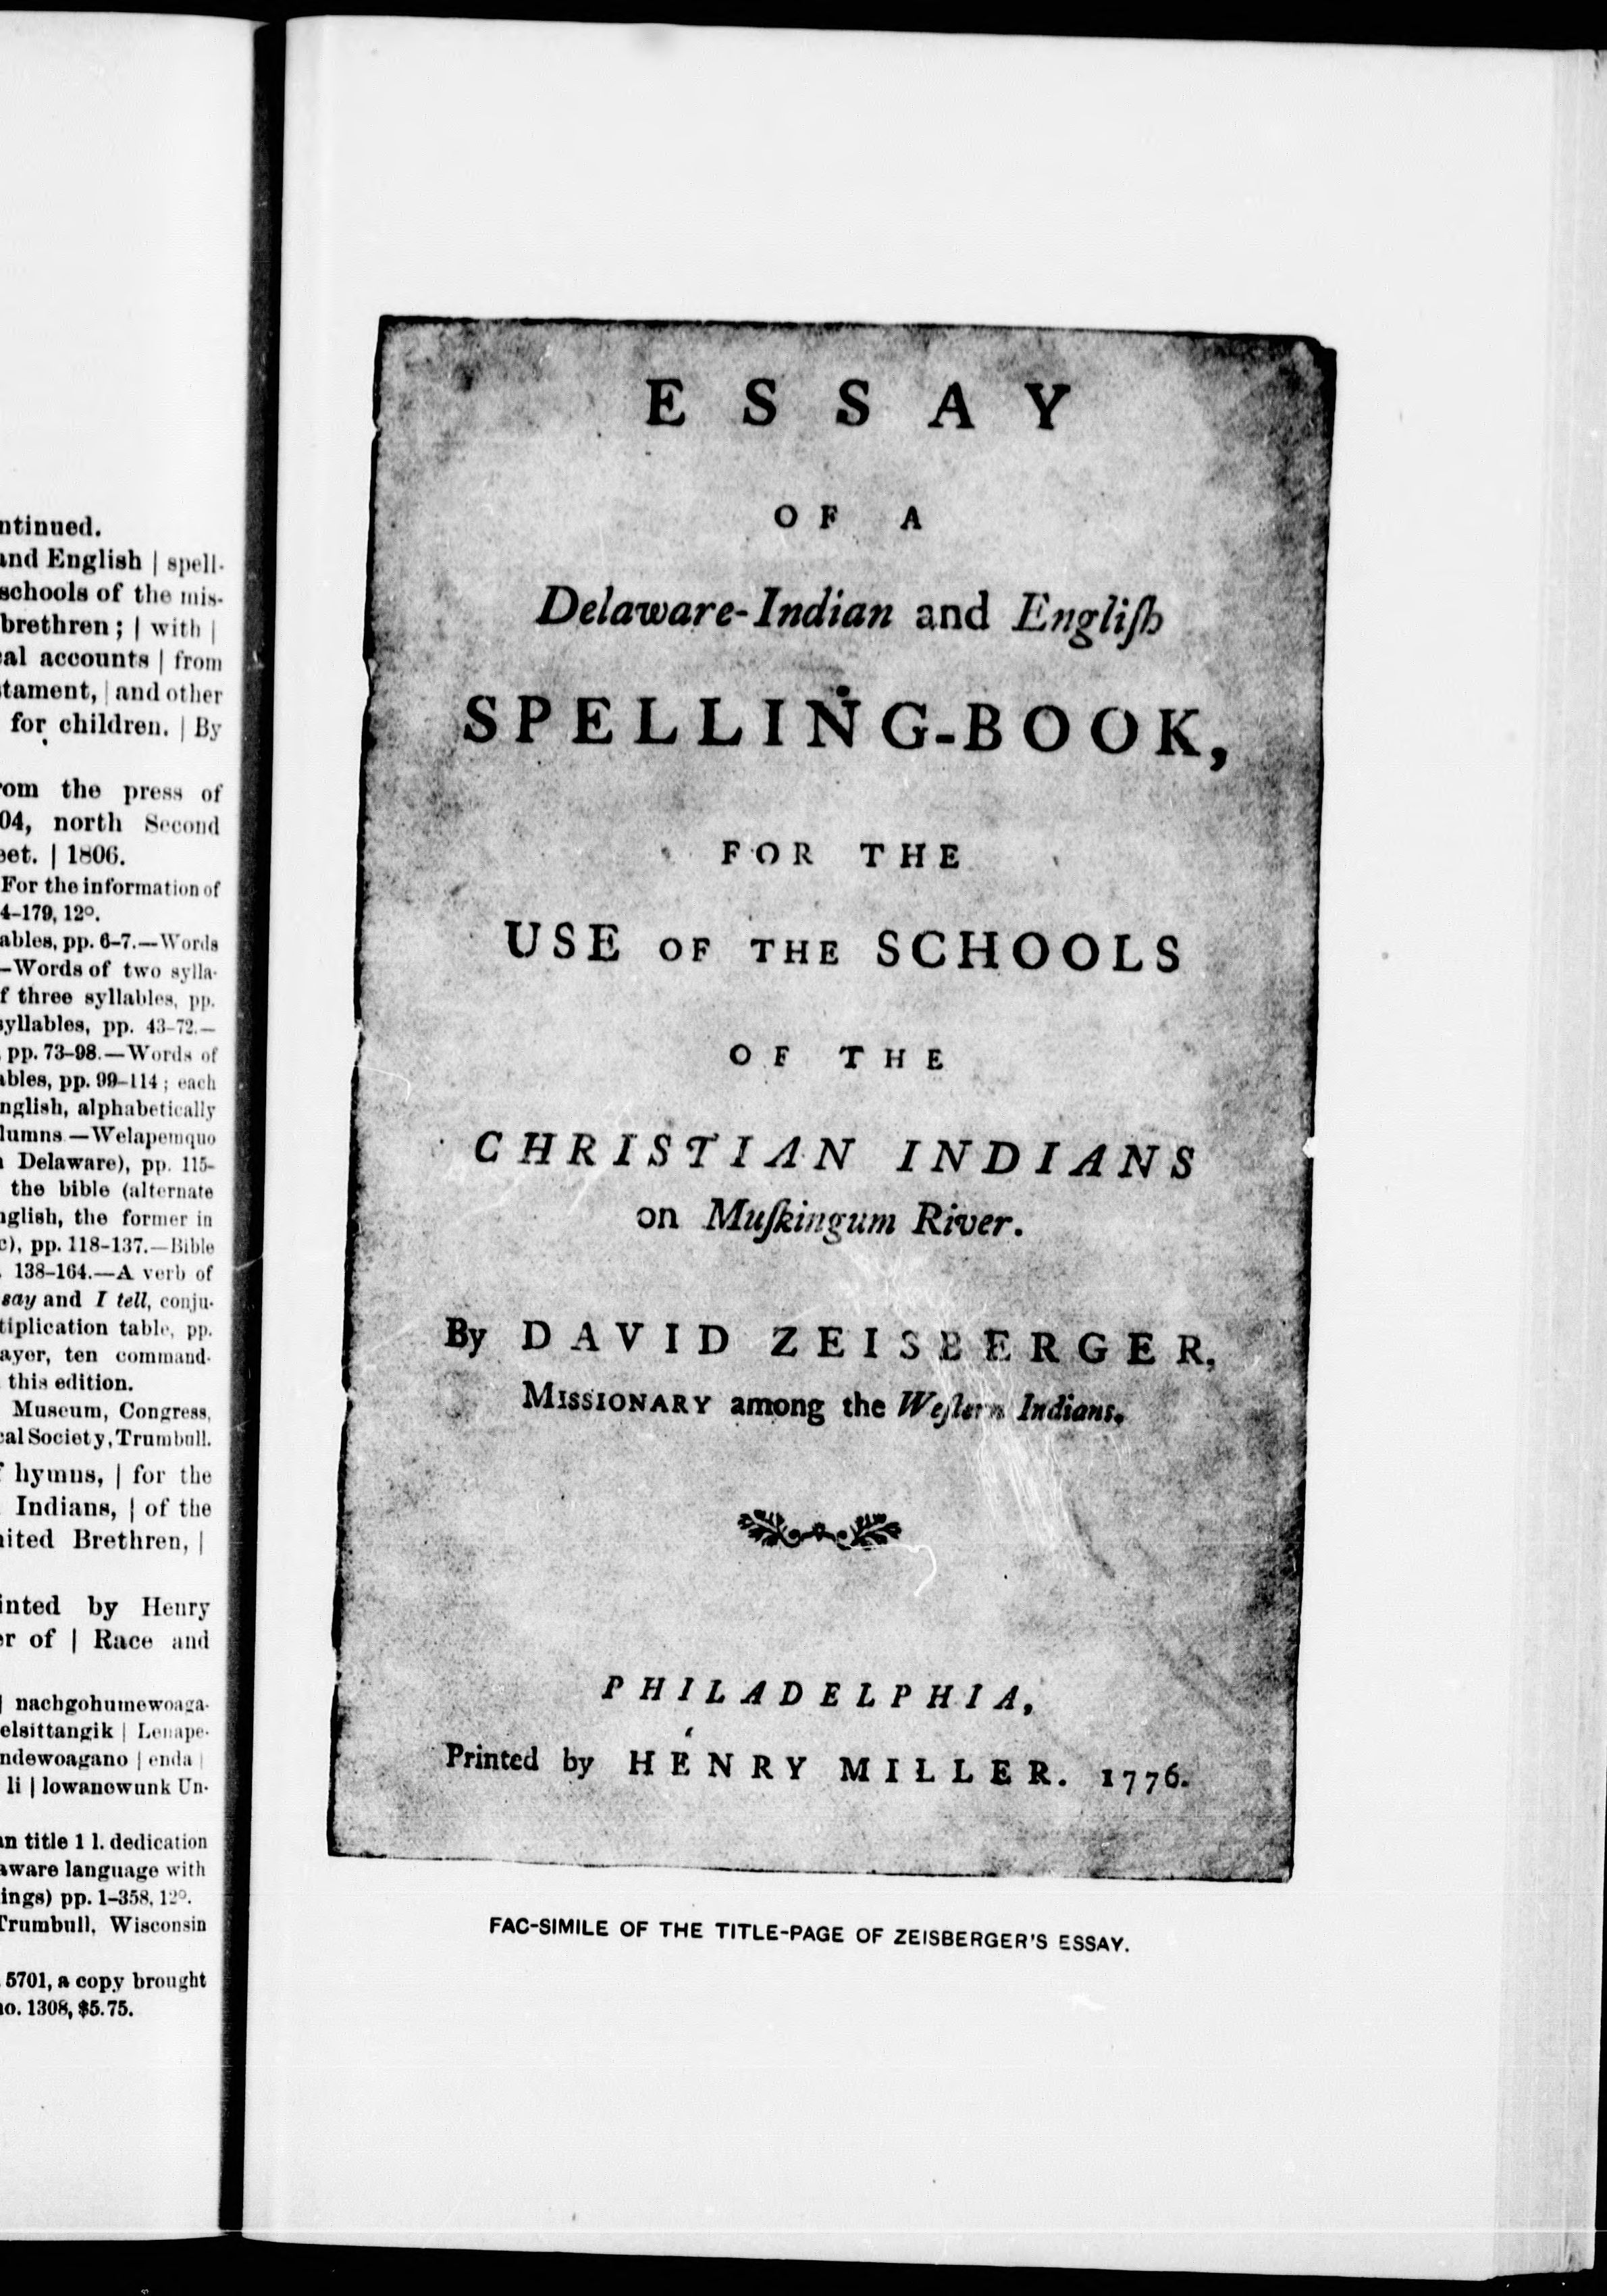 ntinued.
and English | spell-
schools of the mis-
brethren; | with |
al accounts | from
tament, | and other
for children. | By
rom the press of
04, north Second
eet. | 1806.
For the information of
4-179, 12°.
ables, pp. 6-7.—Words
—Words of two sylla-
f three syllables, pp.
syllables, pp. 43-72.—
pp. 73-98.—Words of
ables, pp. 99-114; each
nglish, alphabetically
lumns.—Welapemquo
Delaware), pp. 115-
the bible (alternate
nglish, the former in
c), pp. 118-137.—Bible
138-164.—A verb of
say and I tell, conju-
tiplication table, pp.
ayer, ten command-
this edition.
Museum, Congress,
cal Society, Trumbull.
f hymns, | for the
Indians, | of the
nited Brethren, |
inted by Henry
er of | Race and
| nachgohumewoaga-
elsittangik | Lenape-
ndewoagano | enda |
li | lowanewunk Un-
an title 1 l. dedication
aware language with
ings) pp. 1-358, 12°.
Trumbull, Wisconsin
5701, a copy brought
no. 1308, $5.75.
ESSAY
OF A
Delaware-Indian and Engliſh
SPELLING-BOOK,
FOR THE
USE OF THE SCHOOLS
OF THE
CHRISTIAN INDIANS
on Muſkingum River.
By DAVID ZEISBERGER,
MISSIONARY among the Weſtern Indians.
PHILADELPHIA,
Printed by HENRY MILLER. 1776.
FAC-SIMILE OF THE TITLE-PAGE OF ZEISBERGER'S ESSAY.